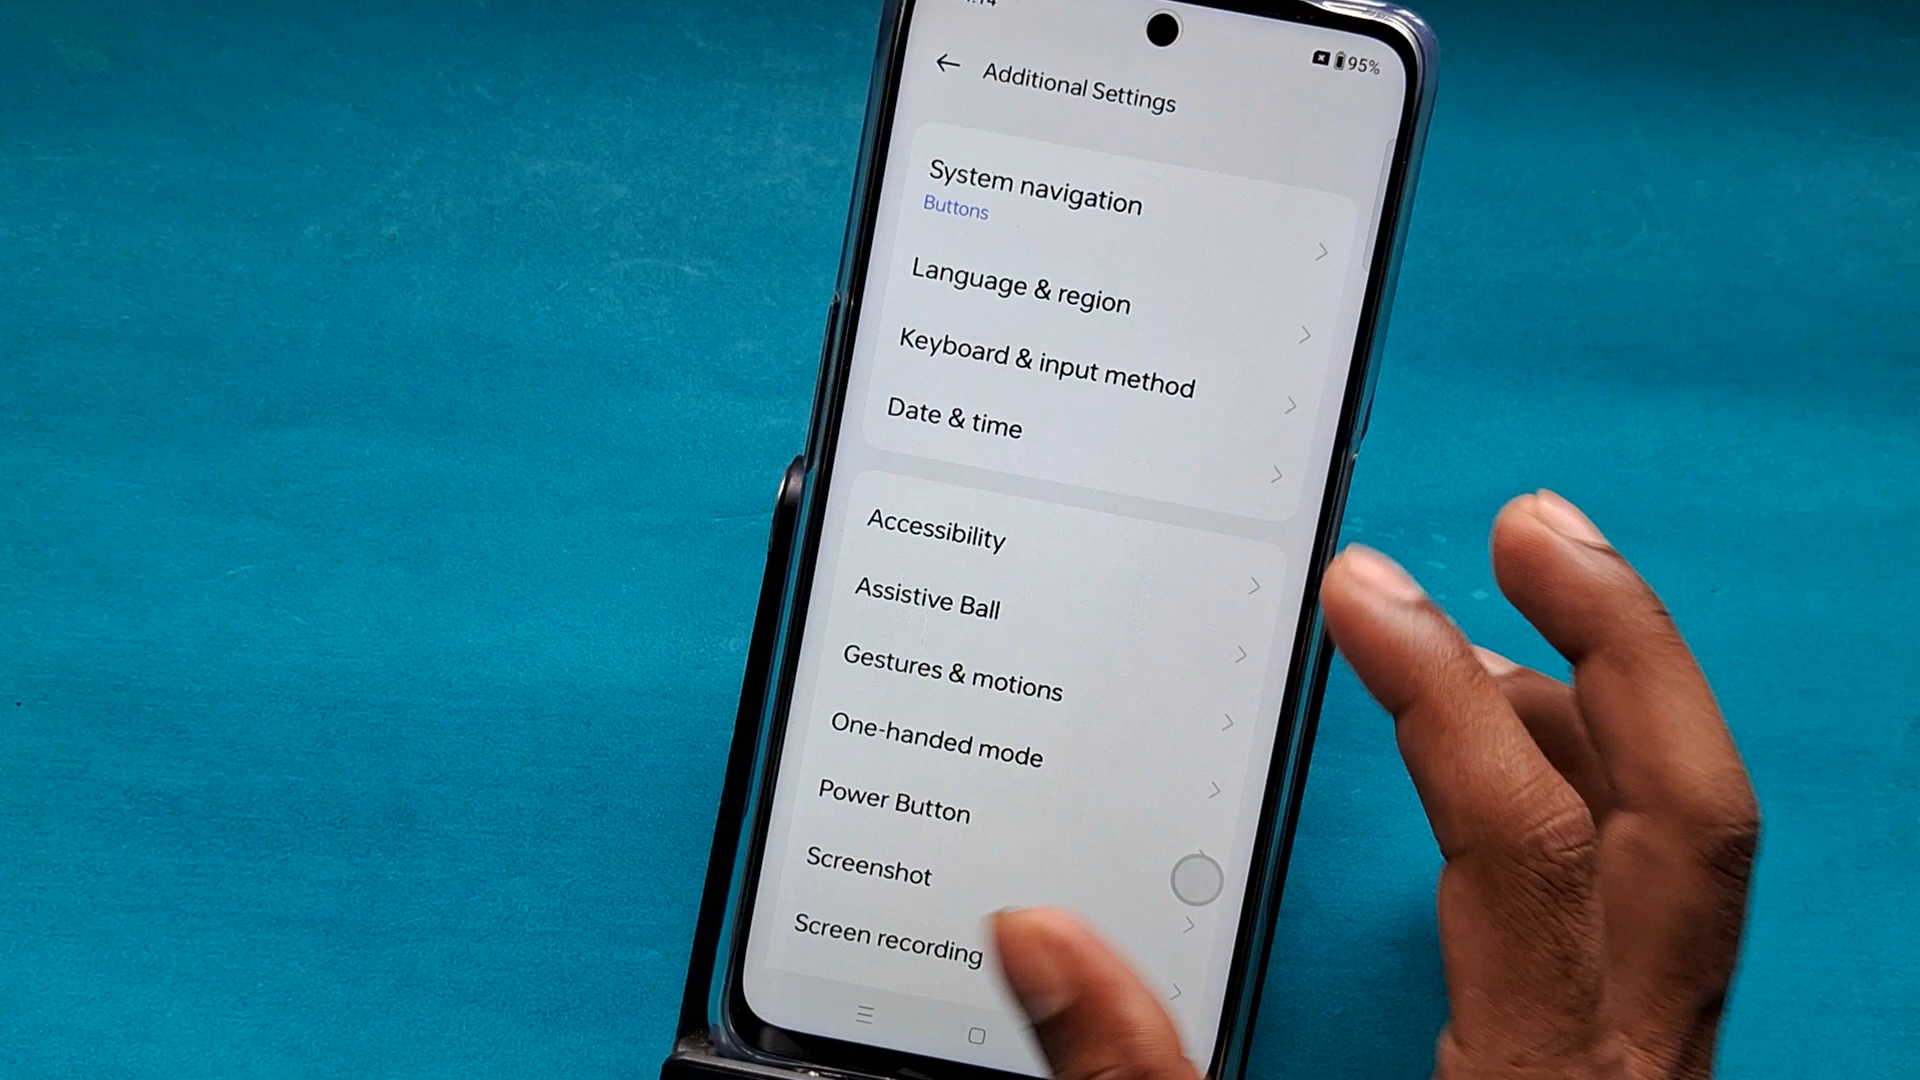 95%
Additional Settings
System navigation
Buttons
Language & region
Keyboard & input method
Date & time
Accessibility
Assistive Ball
Gestures & motions
One-handed mode
Power Button
Screenshot
Screen recording